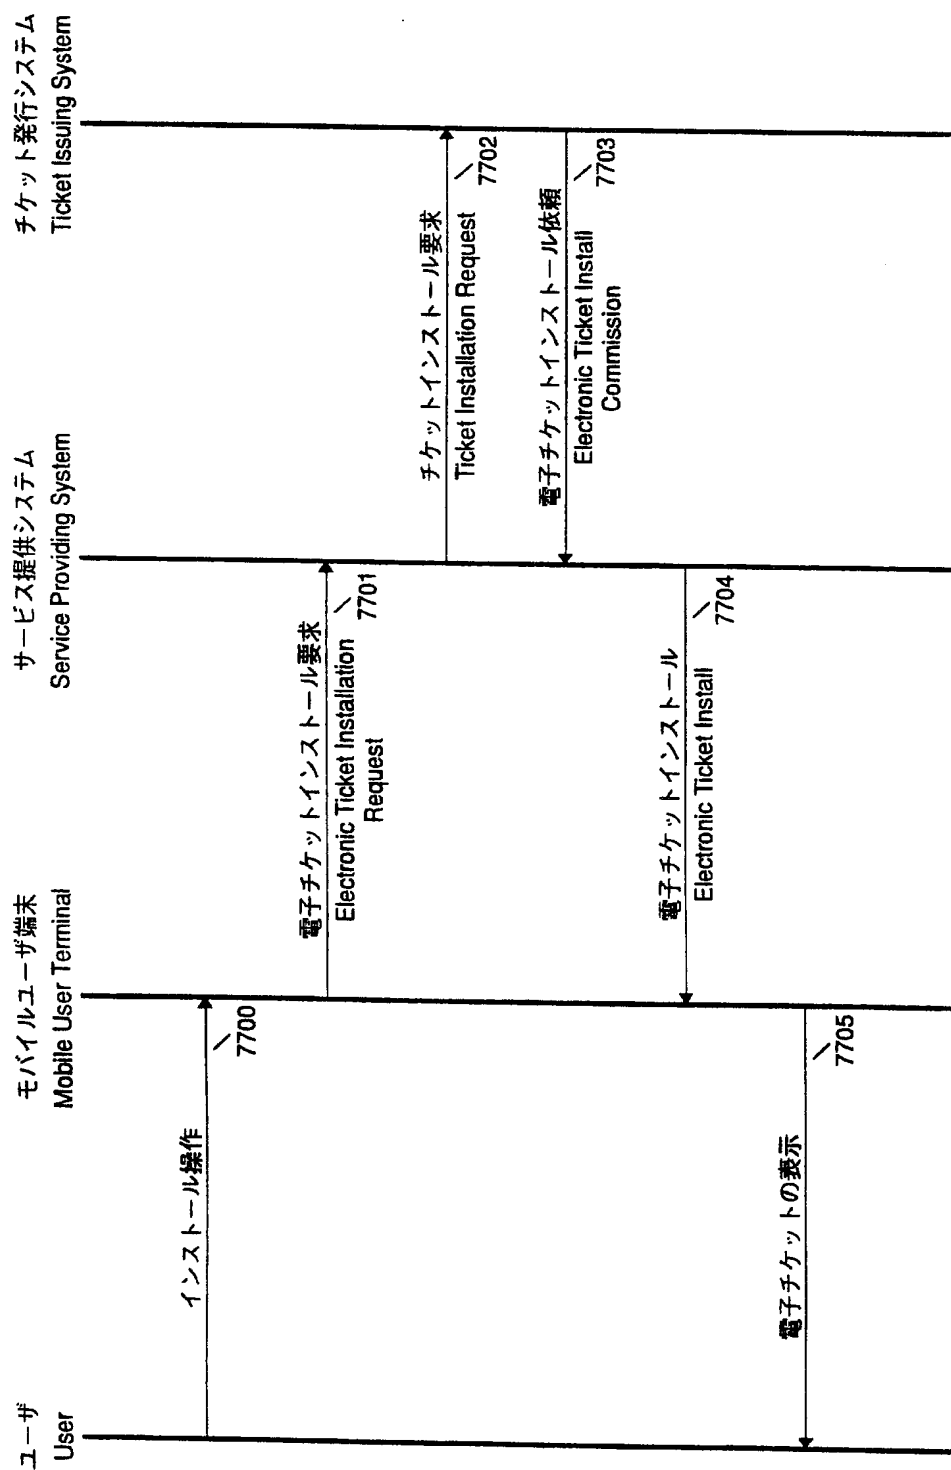 ユーザ
User
モバイルユーザ端末
Mobile User Terminal
サービス提供システム
Service Providing System
チケット発行システム
Ticket Issuing System
インストール操作
7700
電子チケットインストール要求
7701
Electronic Ticket Installation
Request
チケットインストール要求
7702
Ticket Installation Request
電子チケットインストール依頼
7703
Electronic Ticket Install
Commission
電子チケットインストール
7704
Electronic Ticket Install
電子チケットの表示
7705